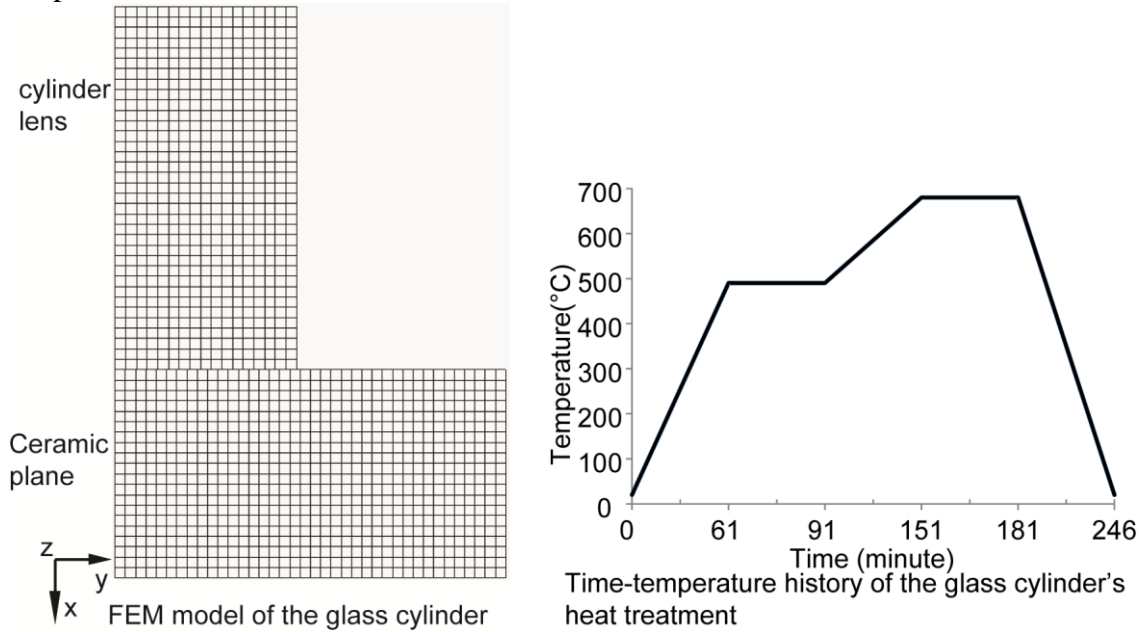 cylinder
lens
Ceramic
plane
z
y
x
FEM model of the glass cylinder
700
600
500
400
300
200
100
0
Temperature(°C)
0 61 91 151 181 246
Time (minute)
Time-temperature history of the glass cylinder's
heat treatment